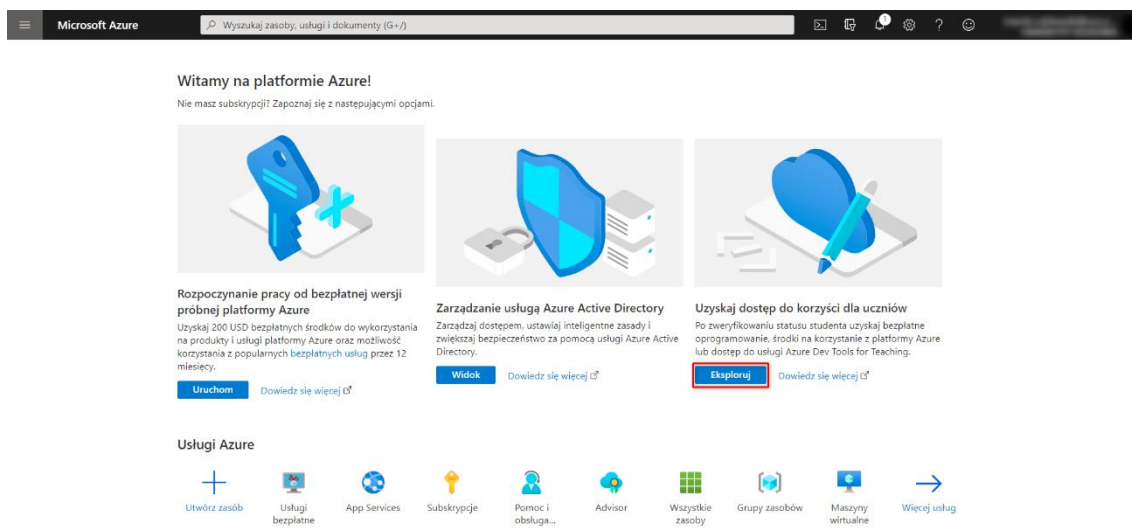 Microsoft Azure
Wyszukaj zasoby, usługi i dokumenty (G+/)
1
Witamy na platformie Azure!
Nie masz subskrypcji? Zapoznaj się z następującymi opcjami.
Rozpoczynanie pracy od bezpłatnej wersji
próbnej platformy Azure
Uzyskaj 200 USD bezpłatnych środków do wykorzystania
na produkty i usługi platformy Azure oraz możliwość
korzystania z popularnych bezpłatnych usług przez 12
miesięcy.
Uruchom Dowiedz się więcej
Zarządzanie usługą Azure Active Directory
Zarządzaj dostępem, ustawiaj inteligentne zasady i
zwiększaj bezpieczeństwo za pomocą usługi Azure Active
Directory.
Widok Dowiedz się więcej
Uzyskaj dostęp do korzyści dla uczniów
Po zweryfikowaniu statusu studenta uzyskaj bezpłatne
oprogramowanie, środki na korzystanie z platformy Azure
lub dostęp do usługi Azure Dev Tools for Teaching.
Eksploruj Dowiedz się więcej
Usługi Azure
Utwórz zasób
Usługi
bezpłatne
App Services
Subskrypcje
Pomoc i
obsługa...
Advisor
Wszystkie
zasoby
Grupy zasobów
Maszyny
wirtualne
Więcej usług